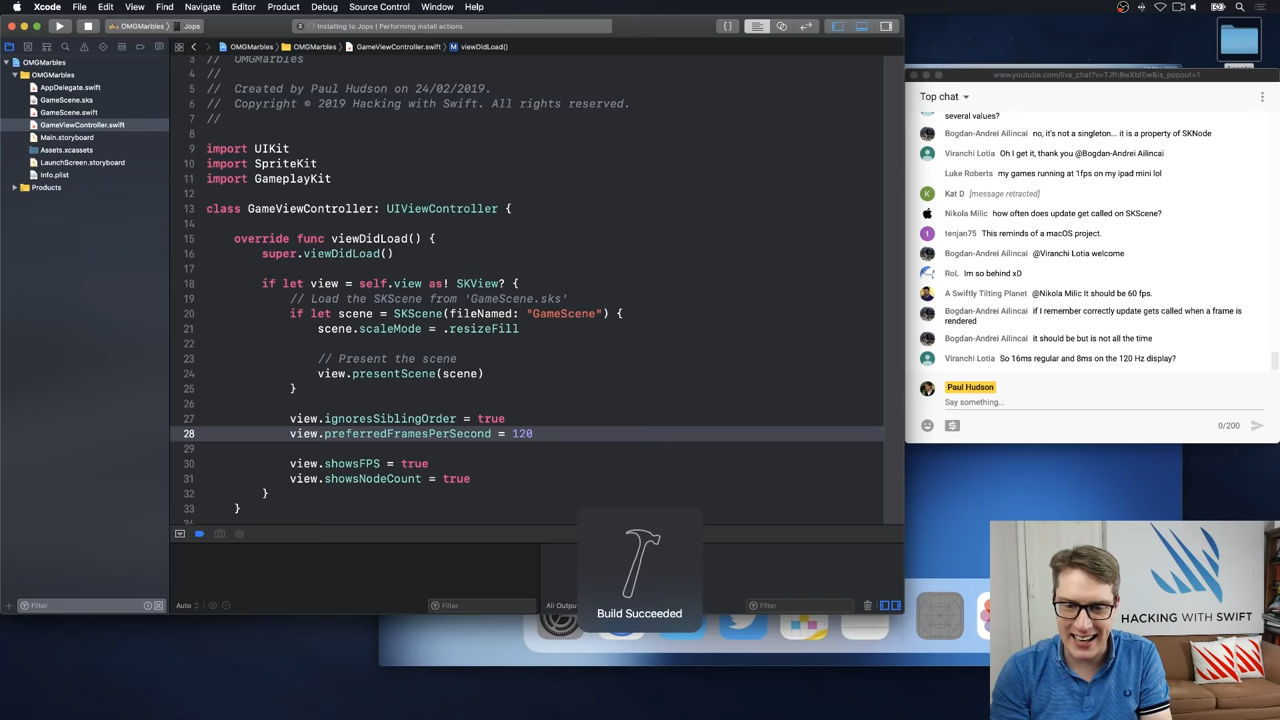 Xcode File Edit View Find Navigate Editor Product Debug Source Control Window Help
Jops
Installing to Jops | Performing install actions
OMGMarbles
OMGMarbles
AppDelegate.swift
GameScene.sks
GameScene.swift
GameViewController.swift
Main.storyboard
Assets.xcassets
LaunchScreen.storyboard
Info.plist
Products
OMGMarbles OMGMarbles GameViewController.swift M viewDidLoad()
3 // OMGMarbles
4 //
5 // Created by Paul Hudson on 24/02/2019.
6 // Copyright © 2019 Hacking with Swift. All rights reserved.
7 //
8
9 import UIKit
10 import SpriteKit
11 import GameplayKit
12
13 class GameViewController: UIViewController {
14
15 override func viewDidLoad() {
16 super.viewDidLoad()
17
18 if let view = self.view as! SKView? {
19 // Load the SKScene from 'GameScene.sks'
20 if let scene = SKScene(fileNamed: "GameScene") {
21 scene.scaleMode = .resizeFill
22
23 // Present the scene
24 view.presentScene(scene)
25 }
26
27 view.ignoresSiblingOrder = true
28 view.preferredFramesPerSecond = 120
29
30 view.showsFPS = true
31 view.showsNodeCount = true
32 }
33 }
Build Succeeded
Filter
Auto
Filter
All Outpu
Filter
www.youtube.com/live_chat?v=TJfhBwXbfEw&is_popout=1
Top chat
several values?
Bogdan-Andrei Ailincai no, it's not a singleton... it is a property of SKNode
Viranchi Lotia Oh I get it, thank you @Bogdan-Andrei Ailincai
Luke Roberts my games running at 1fps on my ipad mini lol
K Kat D [message retracted]
Nikola Milic how often does update get called on SKScene?
t tenjan75 This reminds of a macOS project.
Bogdan-Andrei Ailincai @Viranchi Lotia welcome
RoL Im so behind xD
A Swiftly Tilting Planet @Nikola Milic It should be 60 fps.
Bogdan-Andrei Ailincai if I remember correctly update gets called when a frame is
rendered
Bogdan-Andrei Ailincai it should be but is not all the time
Viranchi Lotia So 16ms regular and 8ms on the 120 Hz display?
Paul Hudson
Say something...
0/200
HACKING WITH SWIFT